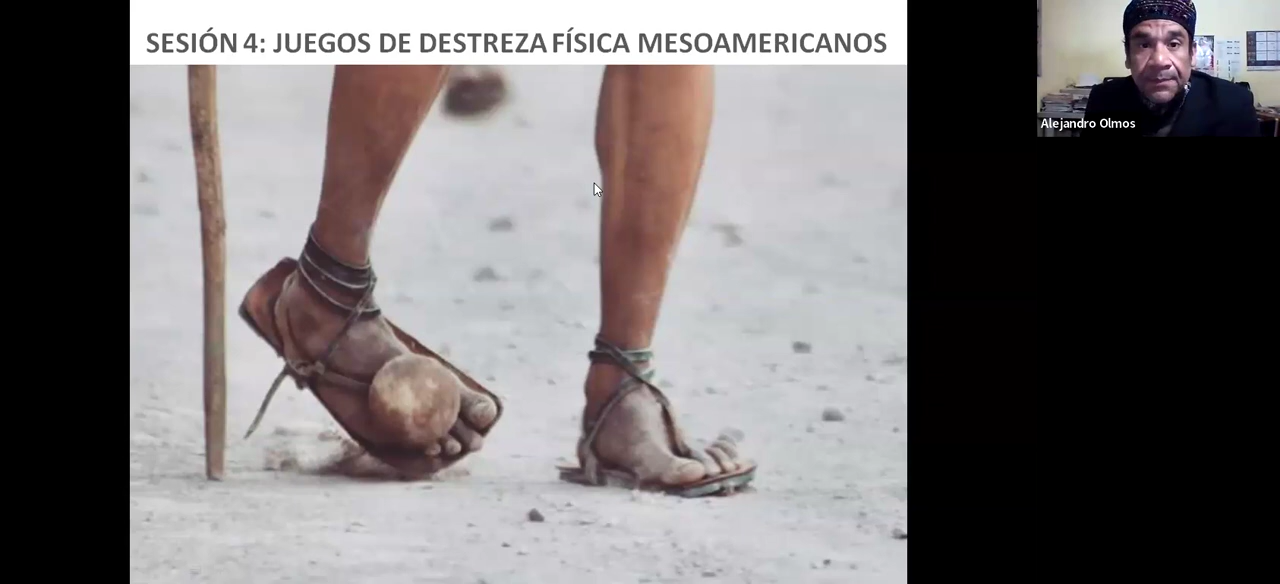 SESIÓN 4: JUEGOS DE DESTREZA FÍSICA MESOAMERICANOS
Alejandro Olmos